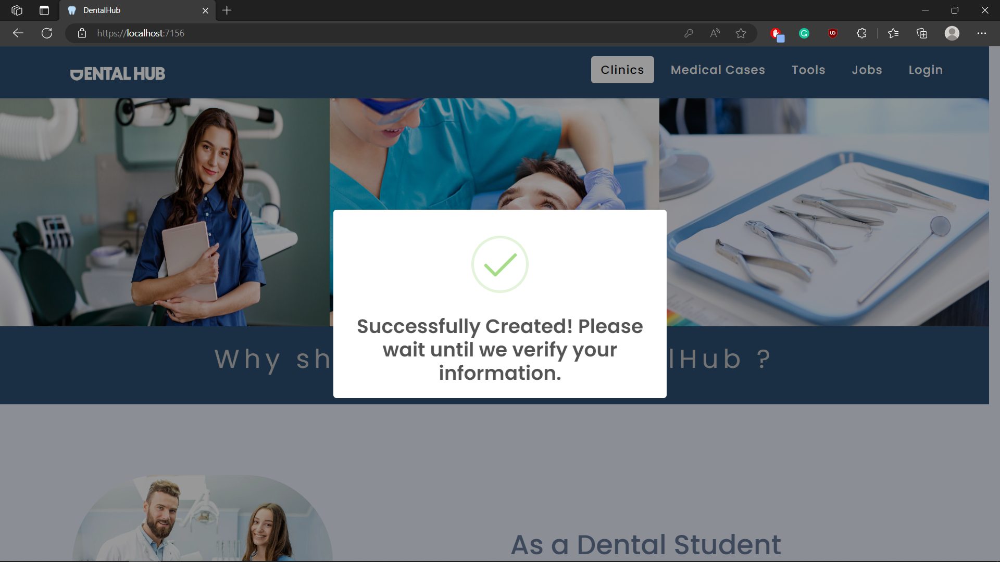 DentalHub
https://localhost:7156
DENTAL HUB
Clinics
Medical Cases
Tools
Jobs
Login
Successfully Created! Please
wait until we verify your
information.
Why sh
lHub ?
As a Dental Student